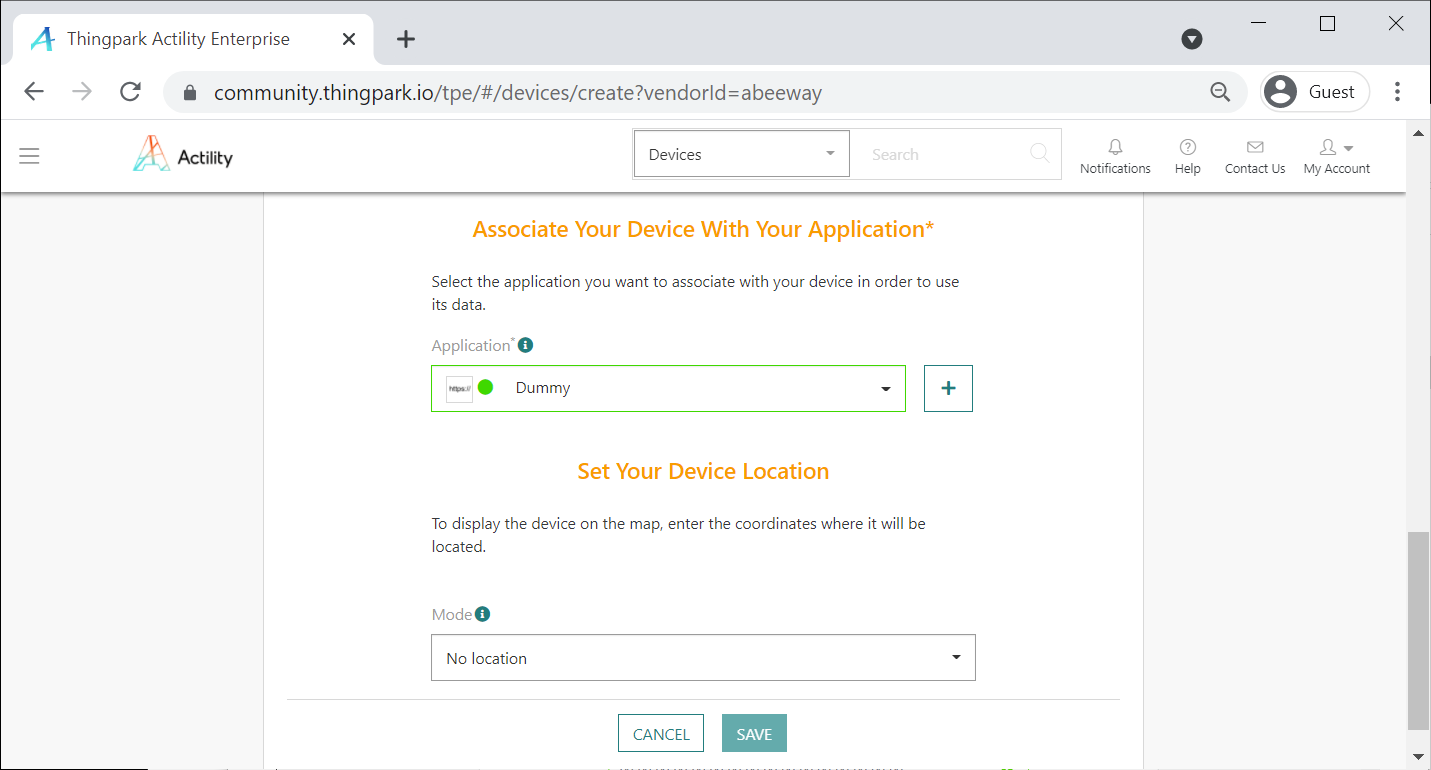 Thingpark Actility Enterprise
community.thingpark.io/tpe/#/devices/create?vendorId=abeeway
Guest
Actility
Devices
Search
Notifications
Help
Contact Us
My Account
Associate Your Device With Your Application*
Select the application you want to associate with your device in order to use
its data.
Application*
https://
Dummy
+
Set Your Device Location
To display the device on the map, enter the coordinates where it will be
located.
Mode
No location
CANCEL
SAVE